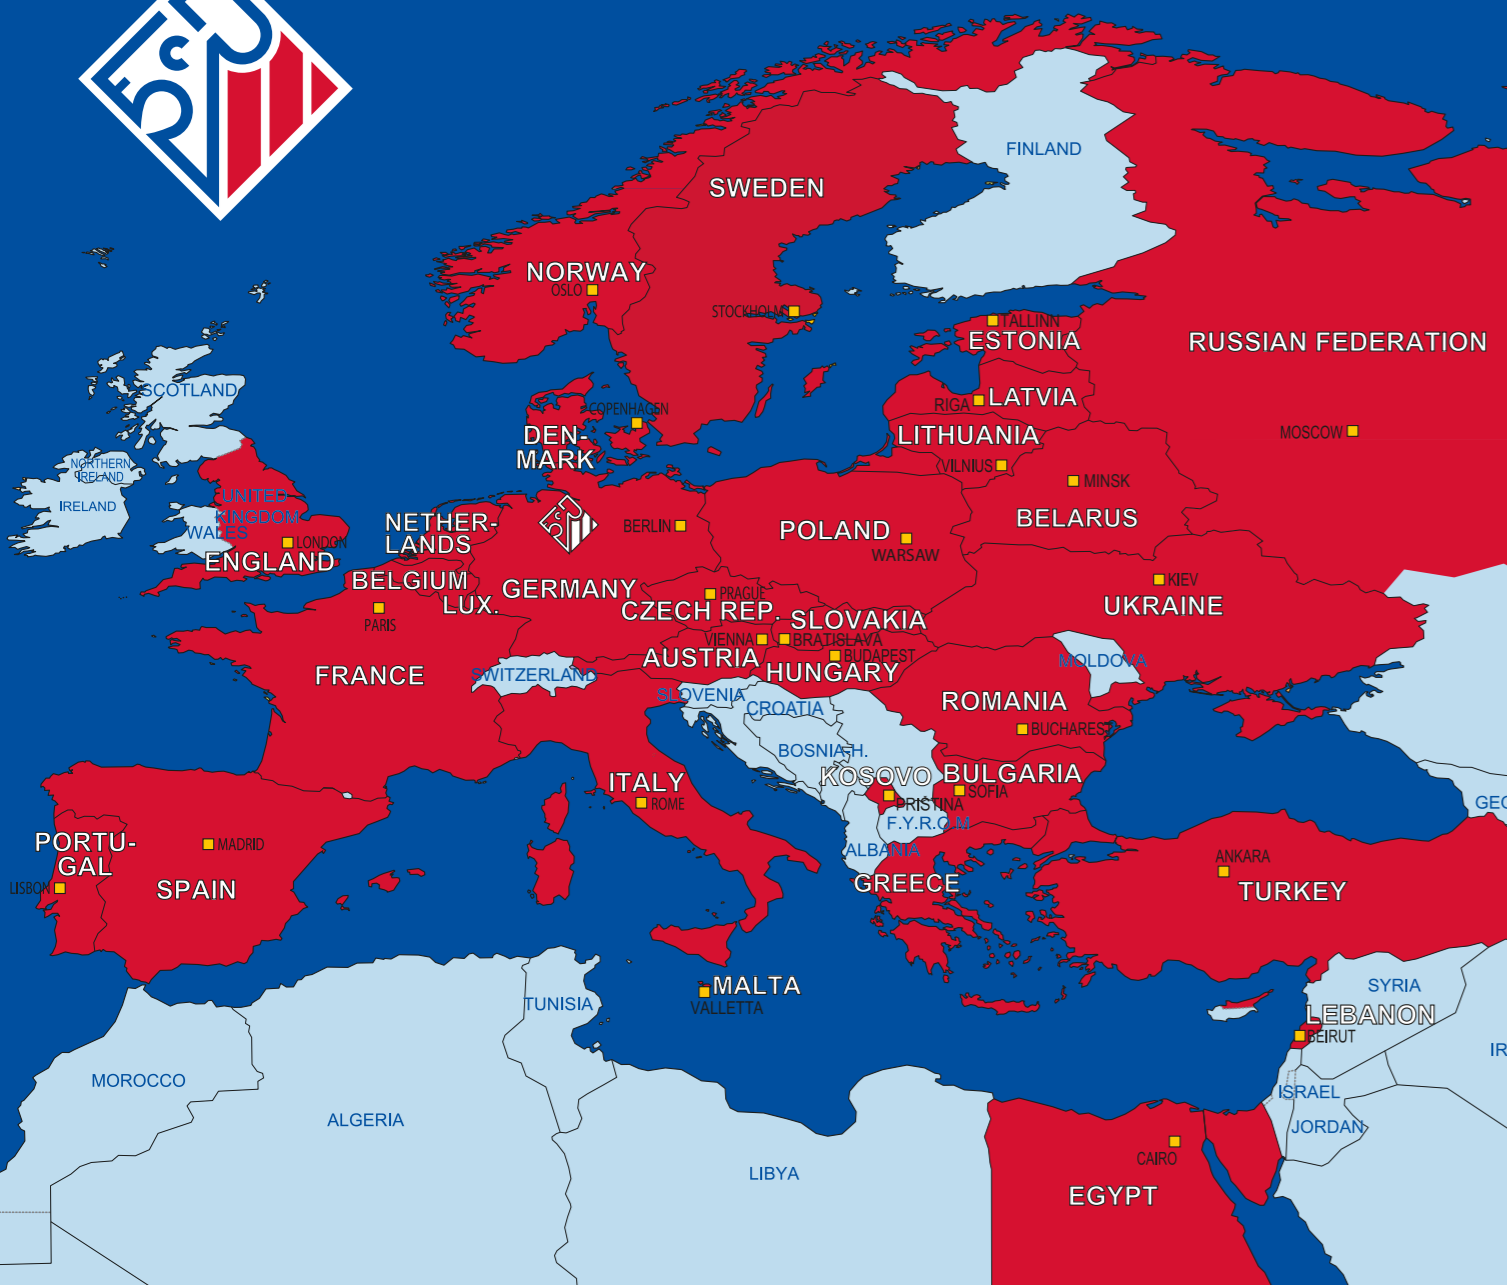 FINLAND
SWEDEN
NORWAY
OSLO
STOCKHOLM
TALLINN
ESTONIA
RUSSIAN FEDERATION
SCOTLAND
COPENHAGEN
RIGA
LATVIA
MOSCOW
DEN-
MARK
LITHUANIA
VILNIUS
NORTHERN
IRELAND
MINSK
IRELAND
UNITED
KINGDOM
WALES
LONDON
ENGLAND
NETHER-
LANDS
BERLIN
POLAND
WARSAW
BELARUS
BELGIUM
LUX.
GERMANY
KIEV
UKRAINE
PARIS
PRAGUE
CZECH REP.
SLOVAKIA
VIENNA
BRATISLAVA
AUSTRIA
BUDAPEST
HUNGARY
MOLDOVA
FRANCE
SWITZERLAND
SLOVENIA
CROATIA
ROMANIA
BUCHAREST
BOSNIA-H.
KOSOVO
BULGARIA
SOFIA
ITALY
ROME
PRISTINA
F.Y.R.O.M
GEO
PORTU-
GAL
MADRID
LISBON
SPAIN
ALBANIA
GREECE
ANKARA
TURKEY
MALTA
VALLETTA
TUNISIA
SYRIA
LEBANON
BEIRUT
IR
MOROCCO
ALGERIA
ISRAEL
JORDAN
LIBYA
CAIRO
EGYPT